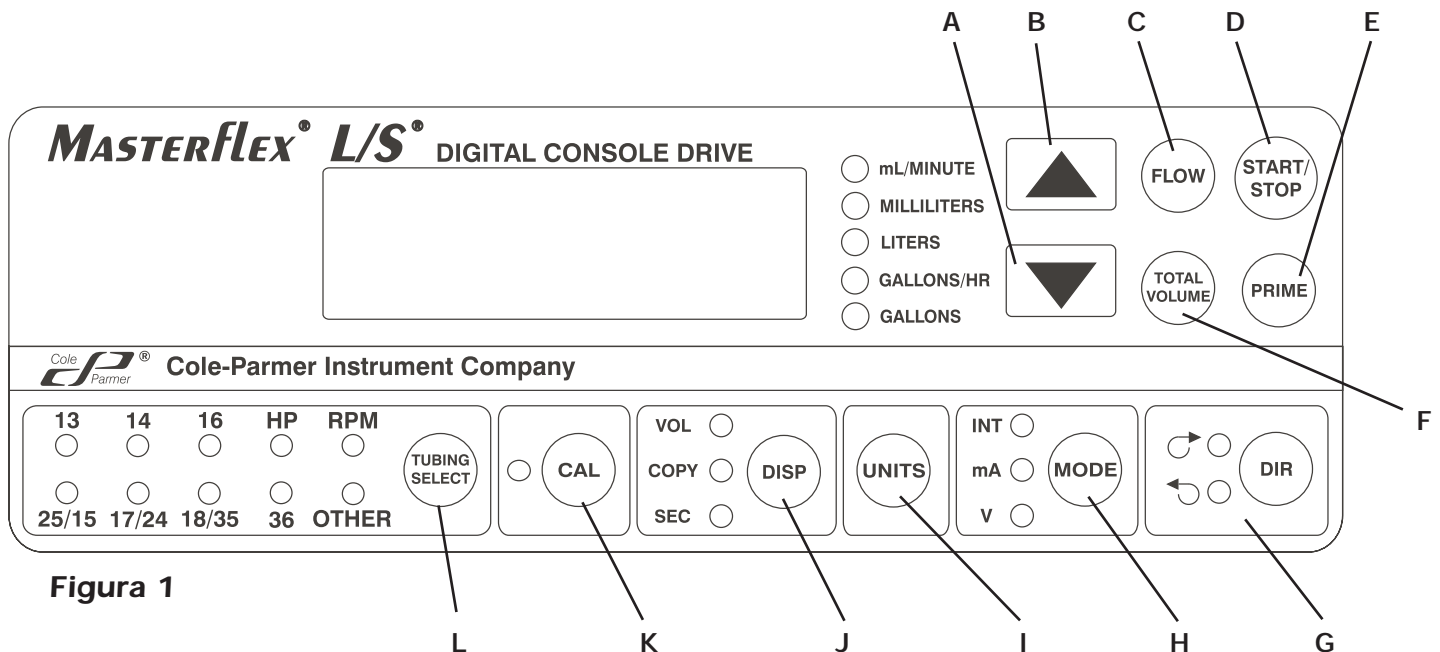 A B C D E
MASTERFLEX® L/S® DIGITAL CONSOLE DRIVE
mL/MINUTE
MILLILITERS
LITERS
GALLONS/HR
GALLONS
FLOW
START/
STOP
TOTAL
VOLUME
PRIME
Cole
Parmer ®
Cole-Parmer Instrument Company
F
13 14 16 HP RPM
25/15 17/24 18/35 36 OTHER
TUBING
SELECT
CAL
VOL
COPY
SEC
DISP
UNITS
INT
mA
V
MODE
DIR
Figura 1
L K J I H G